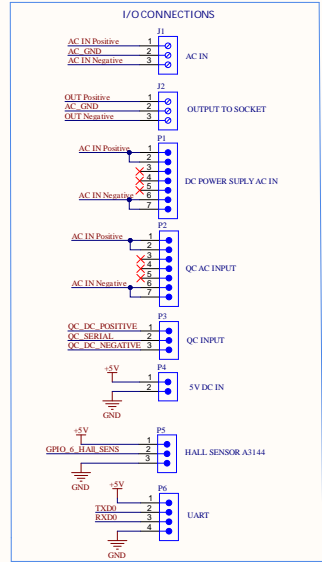 I/O CONNECTIONS
J1
AC IN Positive 1
AC_GND 2
AC IN Negative 3
AC IN
J2
OUT Positive 1
AC_GND 2
OUT Negative 3
OUTPUT TO SOCKET
P1
AC IN Positive 1
2
3
4
5
AC IN Negative 6
7
DC POWER SUPLY AC IN
P2
AC IN Positive 1
2
3
4
5
AC IN Negative 6
7
QC AC INPUT
P3
QC_DC_POSITIVE 1
QC_SERIAL 2
QC_DC_NEGATIVE 3
QC INPUT
P4
+5V
1
2
GND
5V DC IN
P5
+5V
1
GPIO_6_HAll_SENS 2
3
GND
HALL SENSOR A3144
P6
+5V
1
TXD0 2
RXD0 3
4
GND
UART